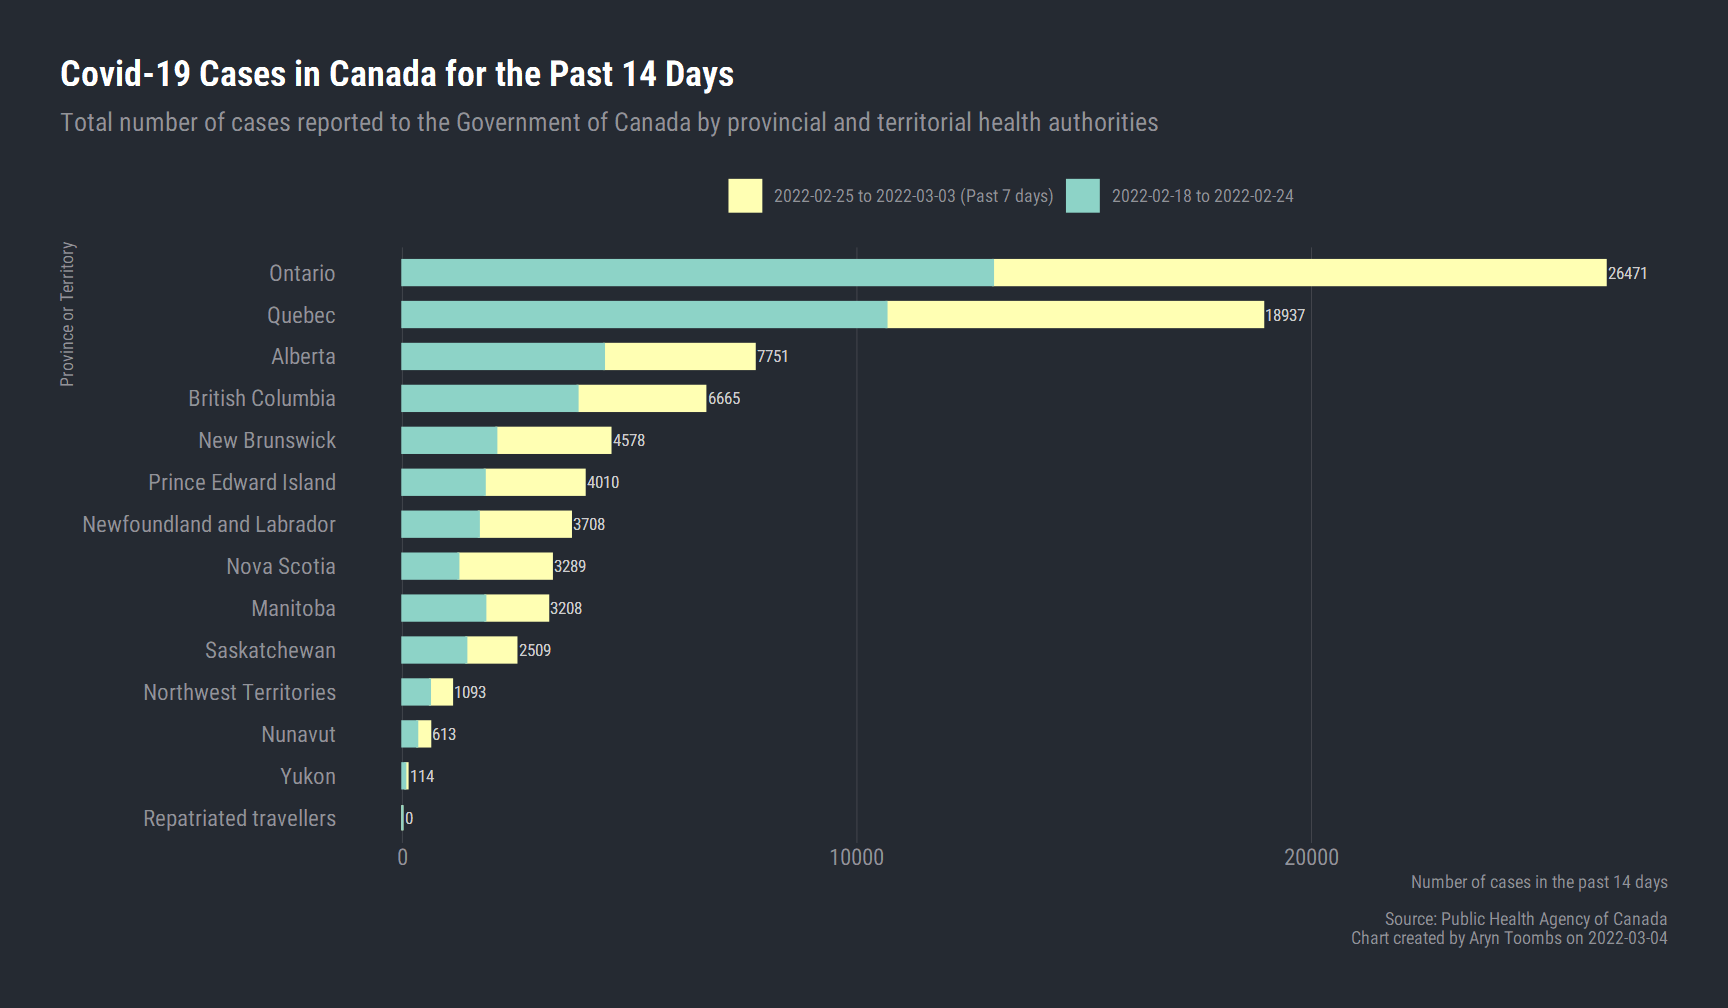 Covid-19 Cases in Canada for the Past 14 Days
Total number of cases reported to the Government of Canada by provincial and territorial health authorities
2022-02-25 to 2022-03-03 (Past 7 days)
2022-02-18 to 2022-02-24
Province or Territory
Ontario 26471
Quebec 18937
Alberta 7751
British Columbia 6665
New Brunswick 4578
Prince Edward Island 4010
Newfoundland and Labrador 3708
Nova Scotia 3289
Manitoba 3208
Saskatchewan 2509
Northwest Territories 1093
Nunavut 613
Yukon 114
Repatriated travellers 0
0 10000 20000
Number of cases in the past 14 days
Source: Public Health Agency of Canada
Chart created by Aryn Toombs on 2022-03-04